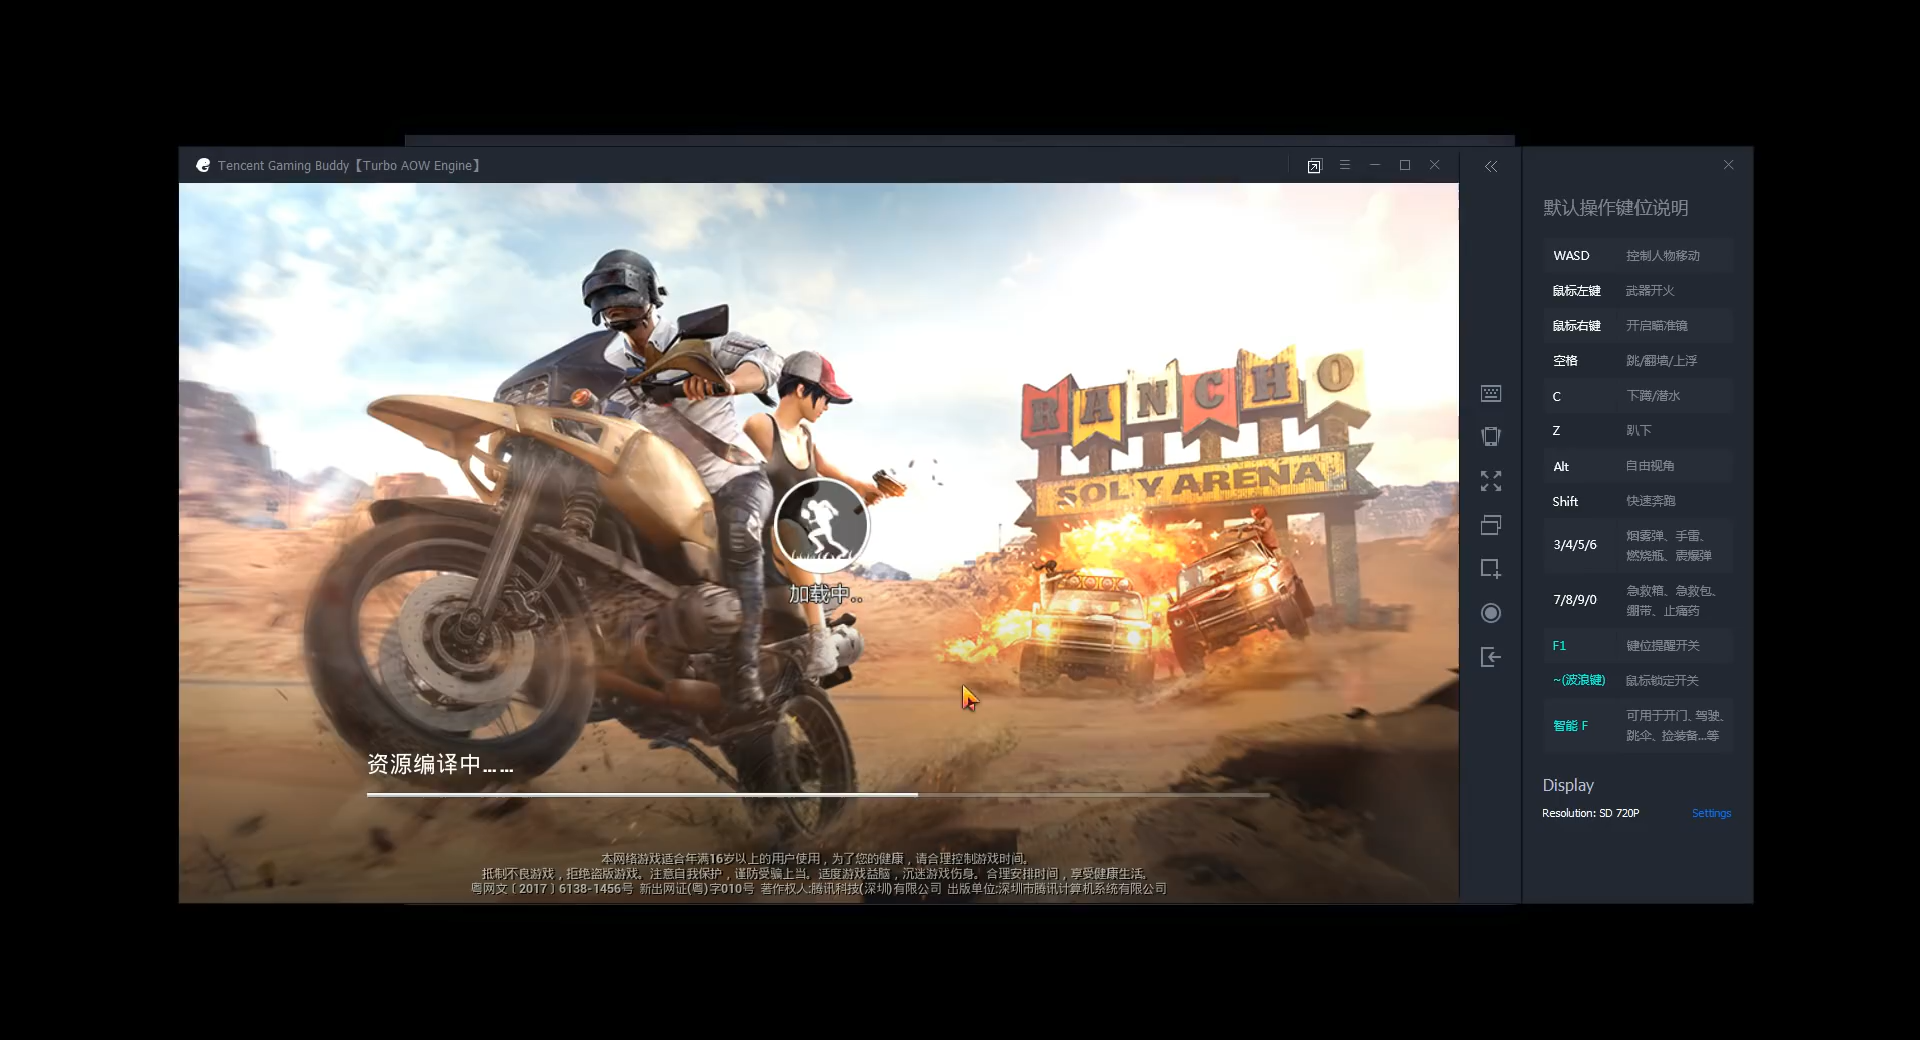 Tencent Gaming Buddy【Turbo AOW Engine】
RANCHO
SOL Y ARENA
加载中..
资源编译中……
本网络游戏适合年满16岁以上的用户使用，为了您的健康，请合理控制游戏时间。
抵制不良游戏，拒绝盗版游戏。注意自我保护，谨防受骗上当。适度游戏益脑，沉迷游戏伤身。合理安排时间，享受健康生活。
粤网文〔2017〕6138-1456号 新出网证(粤)字010号 著作权人:腾讯科技(深圳)有限公司 出版单位:深圳市腾讯计算机系统有限公司
默认操作键位说明
WASD 控制人物移动
鼠标左键 武器开火
鼠标右键 开启瞄准镜
空格 跳/翻墙/上浮
C 下蹲/潜水
Z 趴下
Alt 自由视角
Shift 快速奔跑
3/4/5/6 烟雾弹、手雷、
燃烧瓶、震爆弹
7/8/9/0 急救箱、急救包、
绷带、止痛药
F1 键位提醒开关
~(波浪键) 鼠标锁定开关
智能 F 可用于开门、驾驶、
跳伞、捡装备...等
Display
Resolution: SD 720P Settings